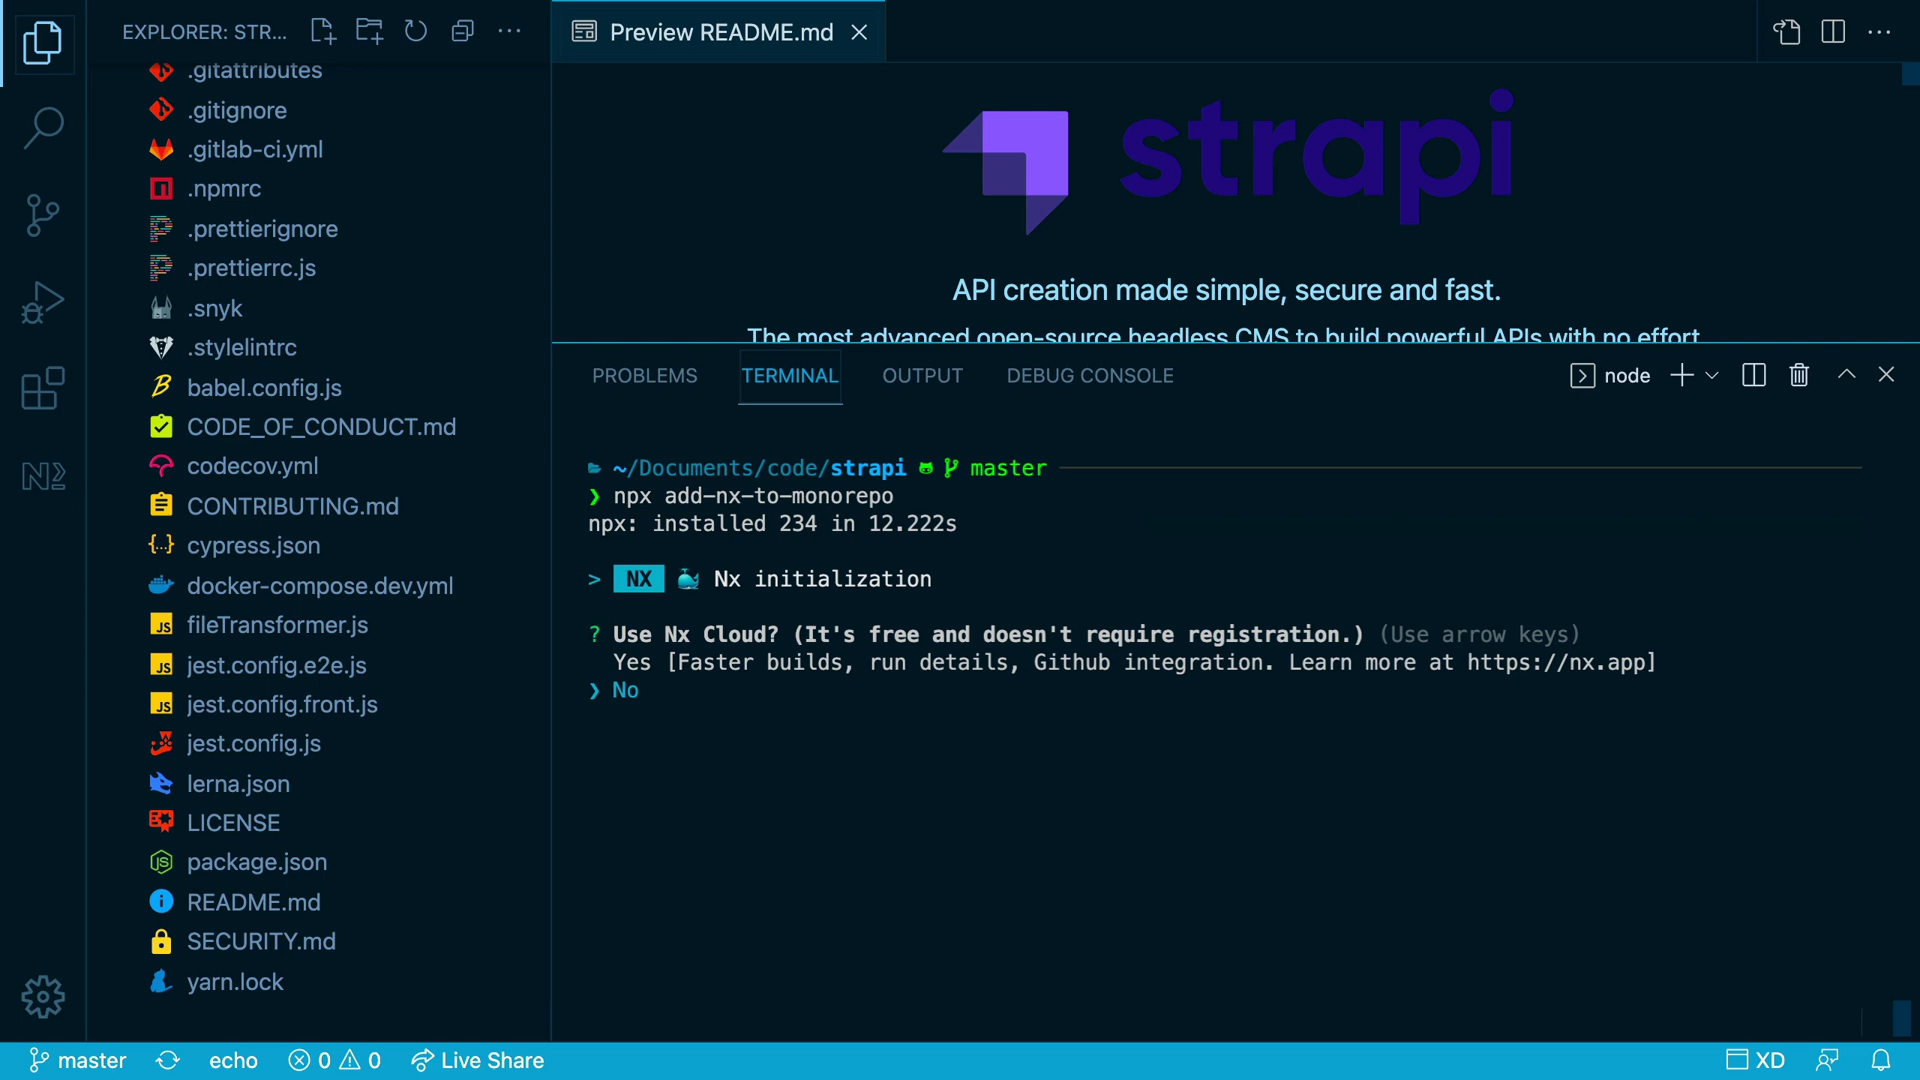 EXPLORER: STR...
.gitattributes
.gitignore
.gitlab-ci.yml
.npmrc
.prettierignore
.prettierrc.js
.snyk
.stylelintrc
babel.config.js
CODE_OF_CONDUCT.md
codecov.yml
CONTRIBUTING.md
cypress.json
docker-compose.dev.yml
fileTransformer.js
jest.config.e2e.js
jest.config.front.js
jest.config.js
lerna.json
LICENSE
package.json
README.md
SECURITY.md
yarn.lock
Preview README.md
strapi
API creation made simple, secure and fast.
The most advanced open-source headless CMS to build powerful APIs with no effort
PROBLEMS TERMINAL OUTPUT DEBUG CONSOLE
node
~/Documents/code/strapi master
❯ npx add-nx-to-monorepo
npx: installed 234 in 12.222s
> NX 🐳 Nx initialization
? Use Nx Cloud? (It's free and doesn't require registration.) (Use arrow keys)
Yes [Faster builds, run details, Github integration. Learn more at https://nx.app]
❯ No
master echo 0 0 Live Share
XD